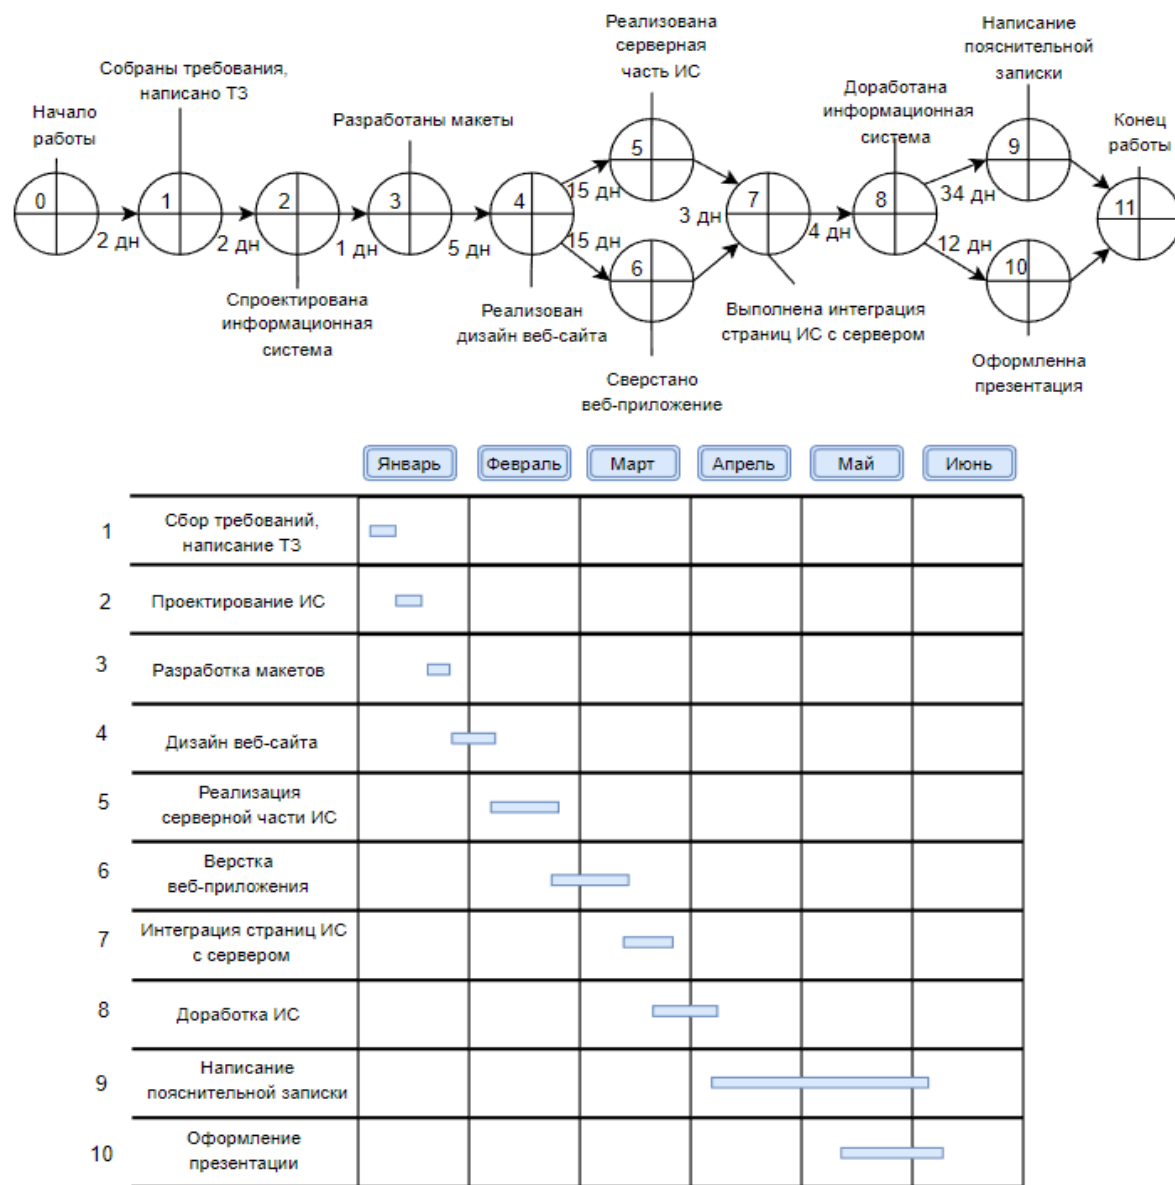 Реализована
серверная
часть ИС
Написание
пояснительной
записки
Собраны требования,
написано ТЗ
Доработана
информационная
система
Начало
работы
Разработаны макеты
Конец
работы
0
1
2
3
4
5
6
7
8
9
10
11
2 дн
2 дн
1 дн
5 дн
15 дн
15 дн
3 дн
4 дн
34 дн
12 дн
Спроектирована
информационная
система
Реализован
дизайн веб-сайта
Выполнена интеграция
страниц ИС с сервером
Сверстано
веб-приложение
Оформленна
презентация
Январь
Февраль
Март
Апрель
Май
Июнь
1
Сбор требований,
написание ТЗ
2
Проектирование ИС
3
Разработка макетов
4
Дизайн веб-сайта
5
Реализация
серверной части ИС
6
Верстка
веб-приложения
7
Интеграция страниц ИС
с сервером
8
Доработка ИС
9
Написание
пояснительной записки
10
Оформление
презентации